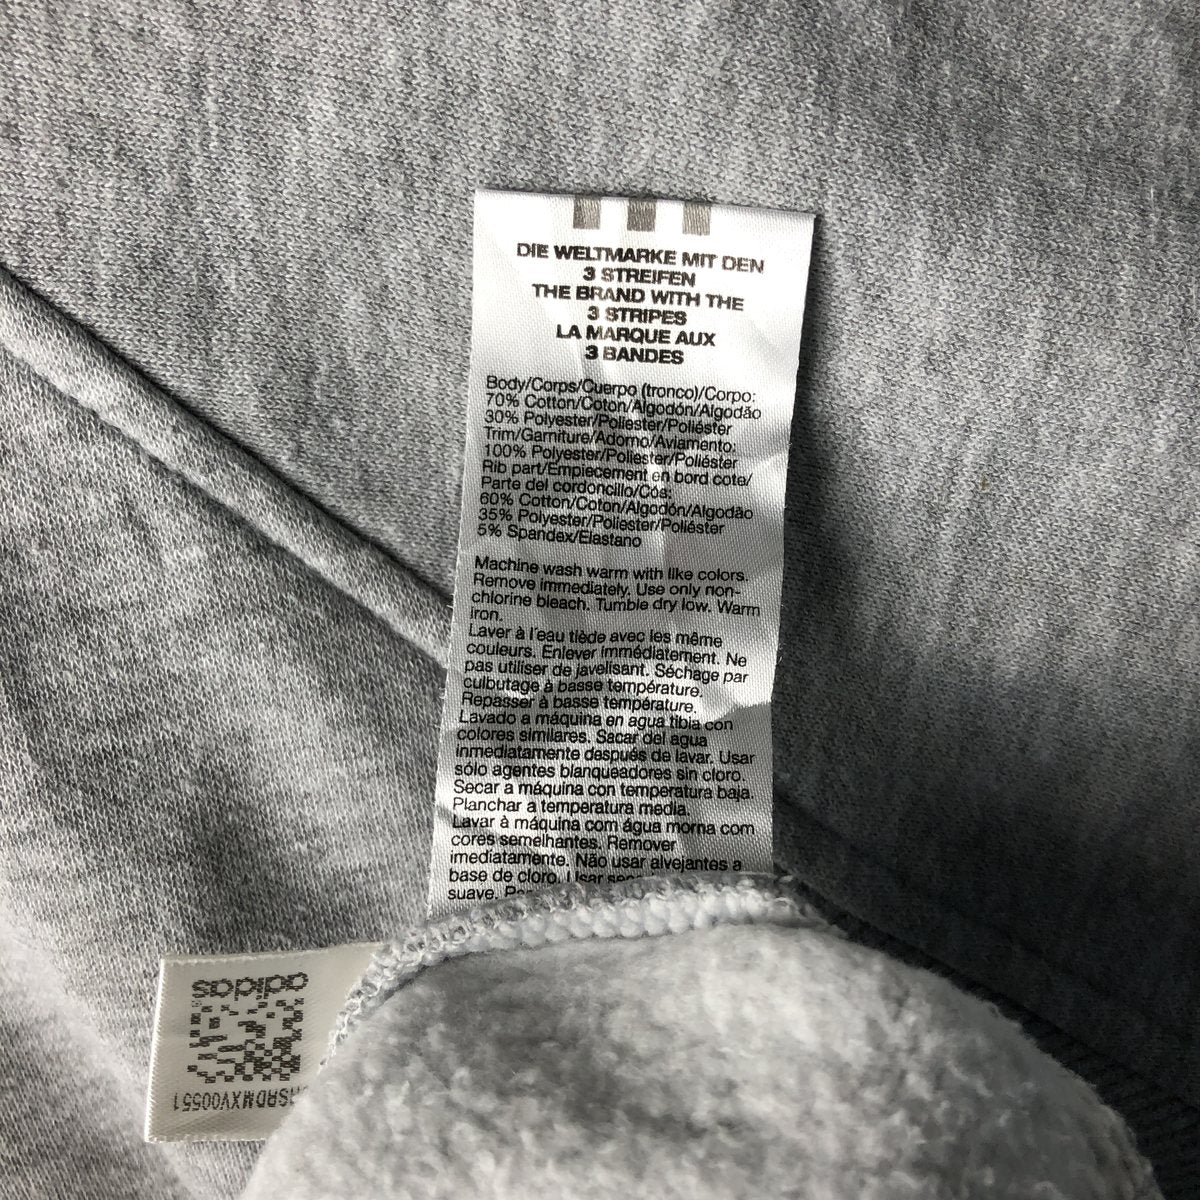 DIE WELTMARKE MIT DEN
3 STREIFEN
THE BRAND WITH THE
3 STRIPES
LA MARQUE AUX
3 BANDES
Body/Corps/Cuerpo (tronco)/Corpo:
70% Cotton/Coton/Algodón/Algodão
30% Polyester/Poliester/Poliéster
Trim/Garniture/Adorno/Aviamento:
100% Polyester/Poliester/Poliéster
Rib part/Empiecement en bord cote/
Parte del cordoncillo/Cós:
60% Cotton/Coton/Algodón/Algodão
35% Polyester/Poliester/Poliéster
5% Spandex/Elastano
Machine wash warm with like colors.
Remove immediately. Use only non-
chlorine bleach. Tumble dry low. Warm
iron.
Laver à l'eau tiède avec les même
couleurs. Enlever immédiatement. Ne
pas utiliser de javelisant. Séchage par
culbutage à basse température.
Repasser à basse température.
Lavado a máquina en agua tibia con
colores similares. Sacar del agua
inmediatamente después de lavar. Usar
sólo agentes blanqueadores sin cloro.
Secar a máquina con temperatura baja.
Planchar a temperatura media.
Lavar à máquina com água morna com
cores semelhantes. Remover
imediatamente. Não usar alvejantes a
base de cloro. Usar
suave.
adidas